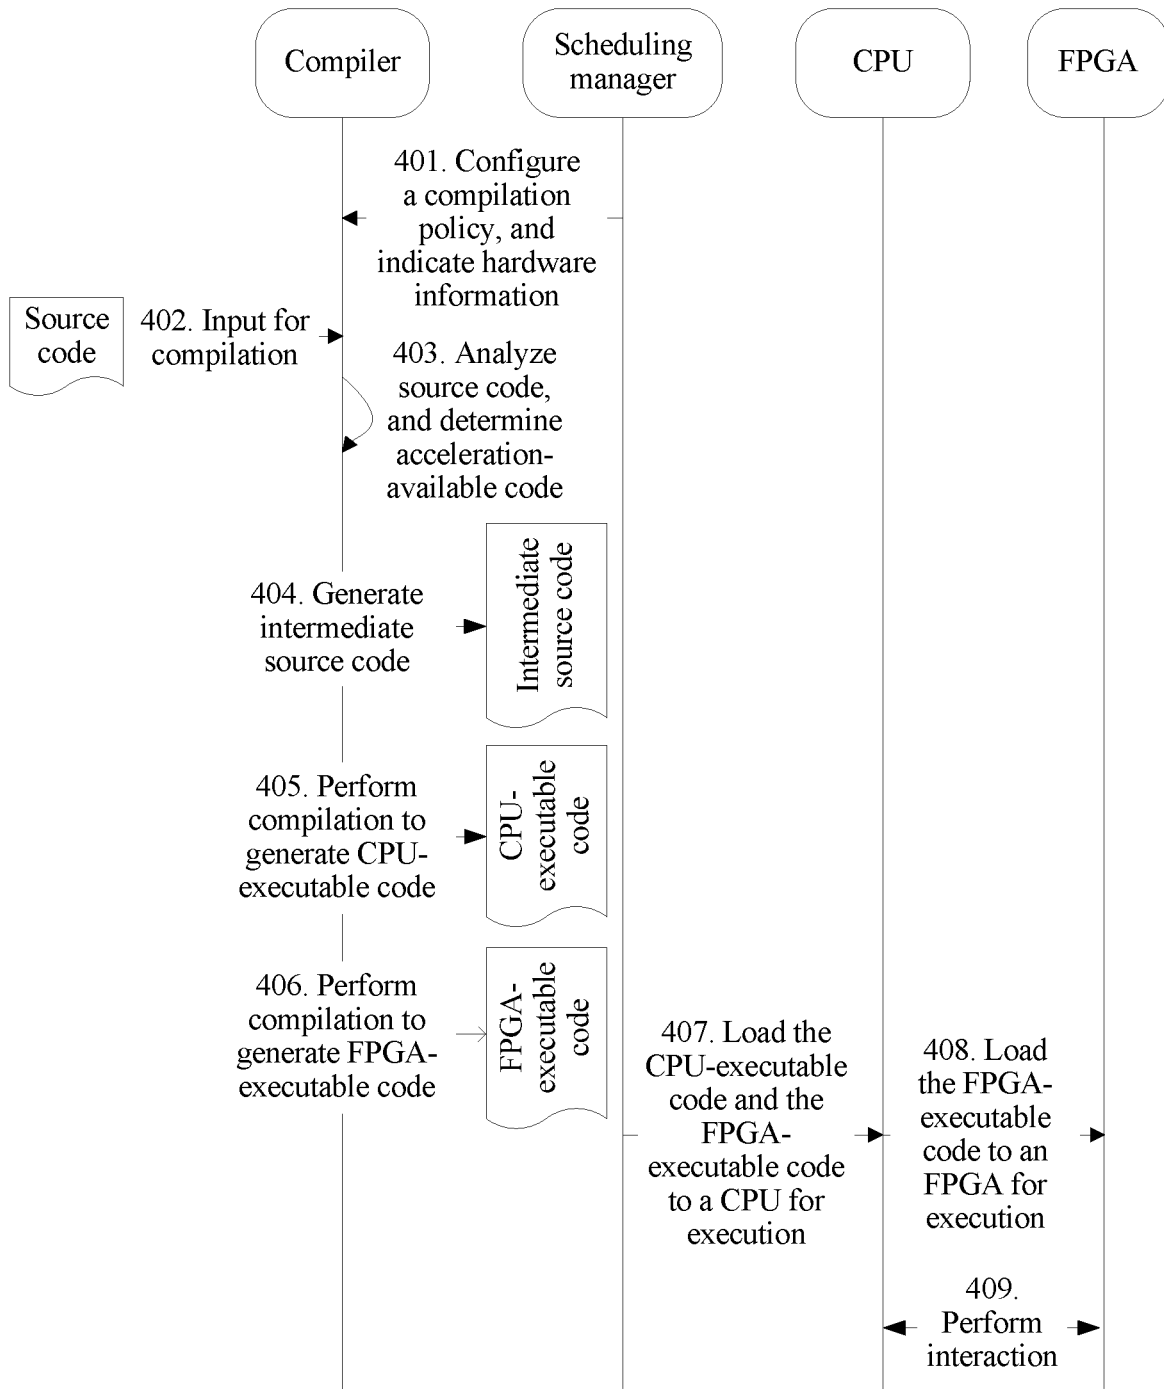 Compiler
Scheduling
manager
CPU
FPGA
401. Configure
a compilation
policy, and
indicate hardware
information
Source
code
402. Input for
compilation
403. Analyze
source code,
and determine
acceleration-
available code
404. Generate
intermediate
source code
Intermediate
source code
405. Perform
compilation to
generate CPU-
executable code
CPU-
executable
code
406. Perform
compilation to
generate FPGA-
executable code
FPGA-
executable
code
407. Load the
CPU-executable
code and the
FPGA-
executable code
to a CPU for
execution
408. Load
the FPGA-
executable
code to an
FPGA for
execution
409.
Perform
interaction